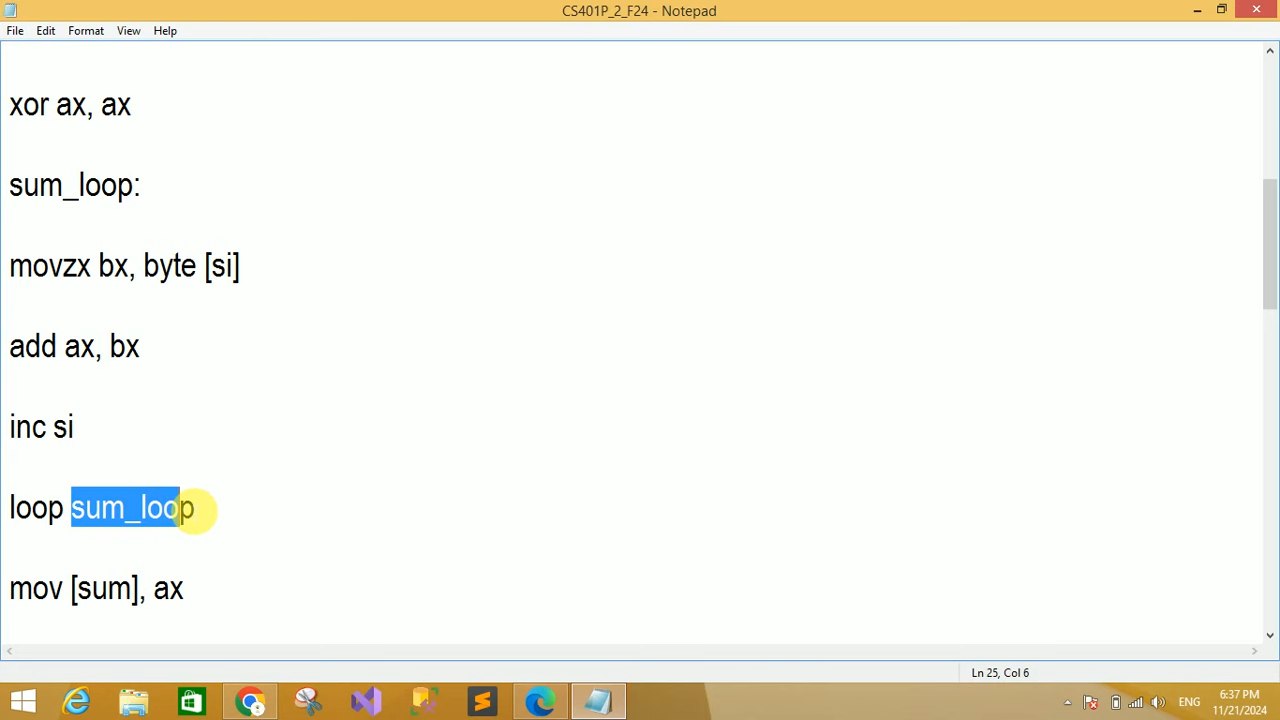 CS401P_2_F24 - Notepad
File Edit Format View Help
xor ax, ax
sum_loop:
movzx bx, byte [si]
add ax, bx
inc si
loop sum_loop
mov [sum], ax
Ln 25, Col 6
ENG
6:37 PM
11/21/2024